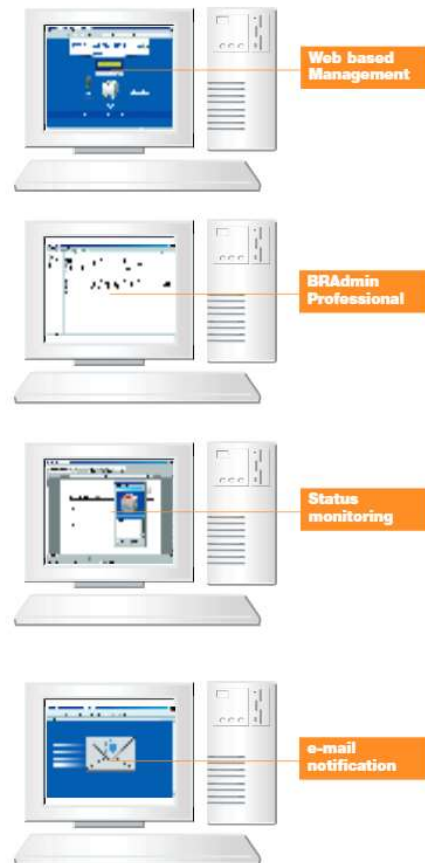 Web based
Management
BRAdmin
Professional
Status
monitoring
e-mail
notification